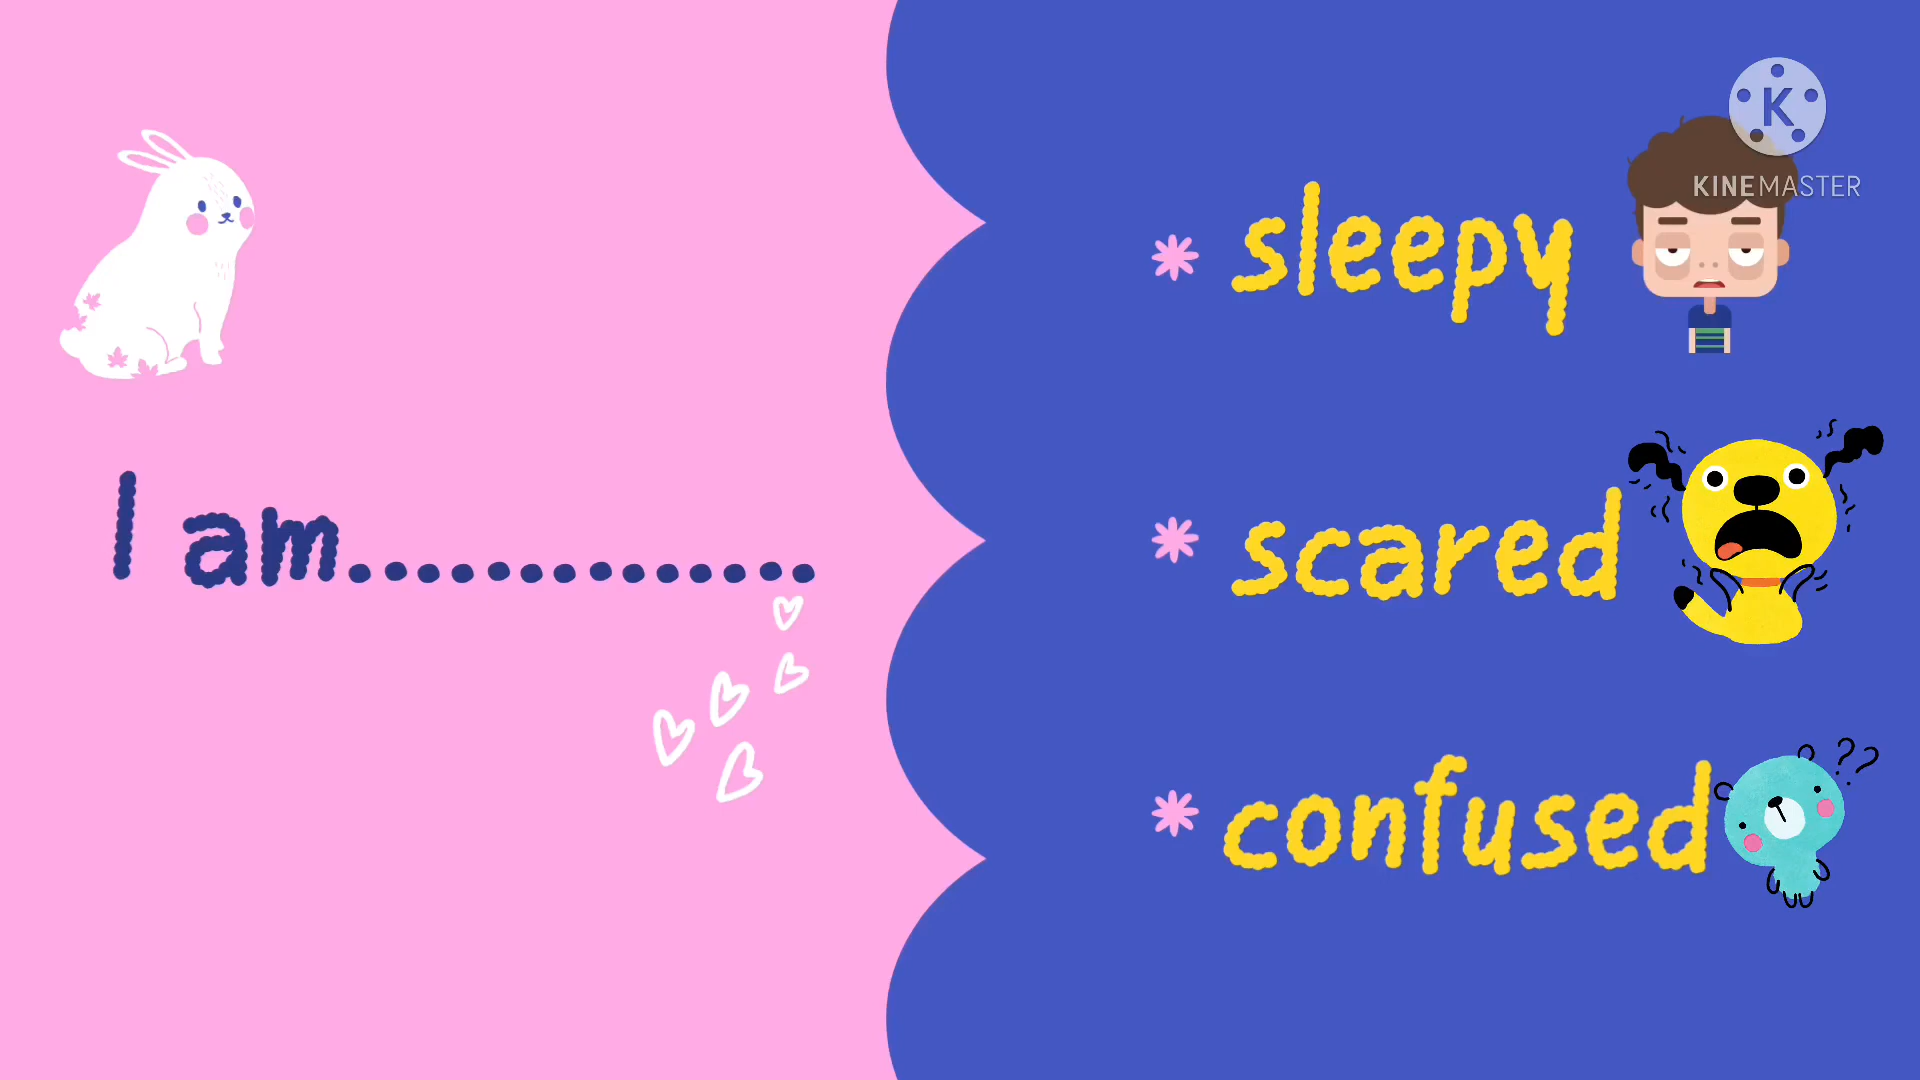 I am..............
* sleepy
* scared
* confused
??
K
KINEMASTER